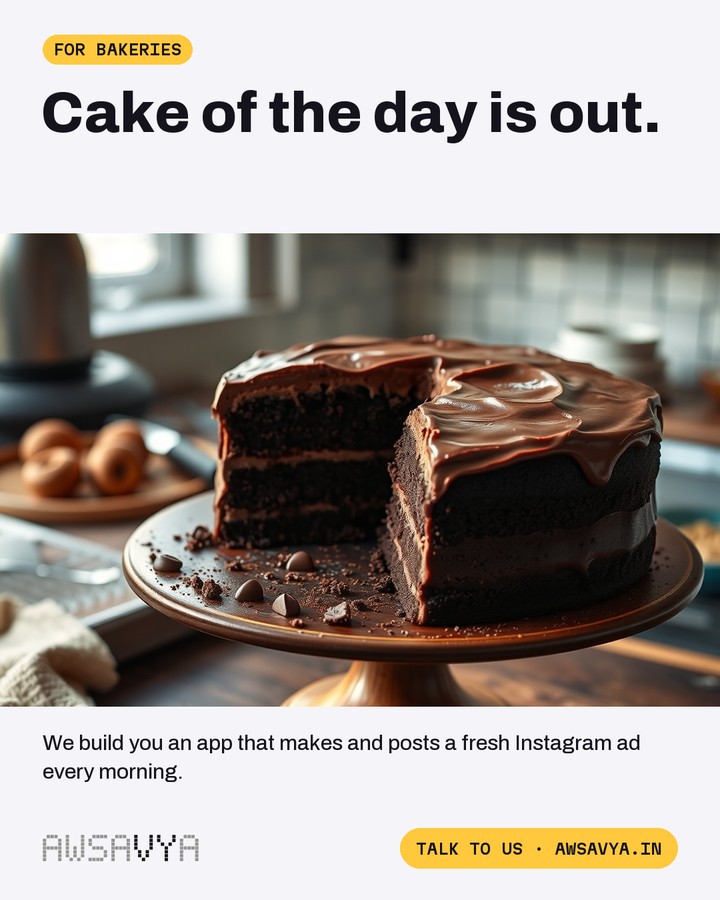 FOR BAKERIES
Cake of the day is out.
We build you an app that makes and posts a fresh Instagram ad
every morning.
AWSAVYA
TALK TO US · AWSAVYA.IN